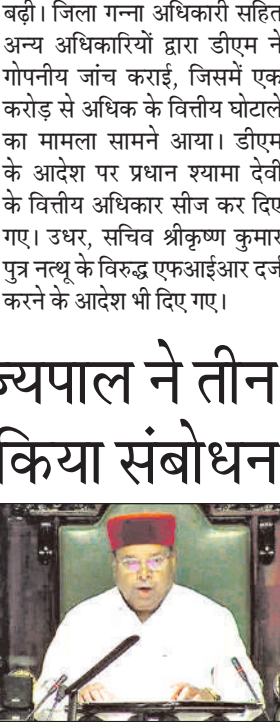 बढ़ी। जिला गन्ना अधिकारी सहित
अन्य अधिकारियों द्वारा डीएम ने
गोपनीय जांच कराई, जिसमें एक
करोड़ से अधिक के वित्तीय घोटाले
का मामला सामने आया। डीएम
के आदेश पर प्रधान श्यामा देवी
के वित्तीय अधिकार सीज कर दिए
गए। उधर, सचिव श्रीकृष्ण कुमार
पुत्र नत्थू के विरुद्ध एफआईआर दर्ज
करने के आदेश भी दिए गए।
ज्यपाल ने तीन
किया संबोधन